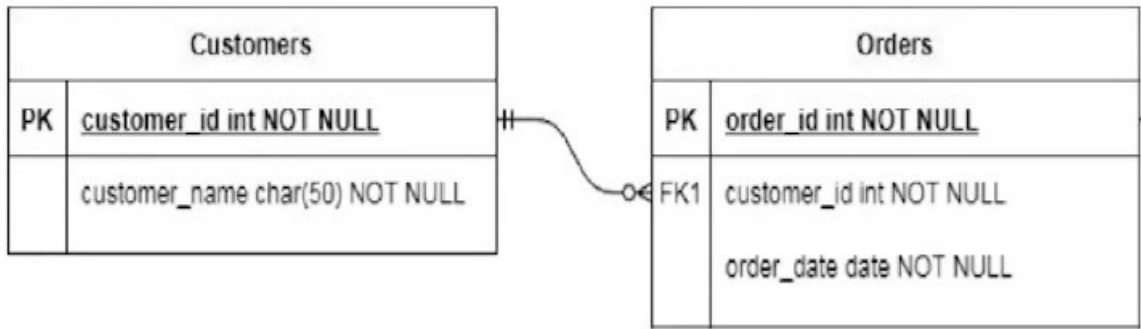 Customers
PK customer_id int NOT NULL
customer_name char(50) NOT NULL
Orders
PK order_id int NOT NULL
FK1 customer_id int NOT NULL
order_date date NOT NULL